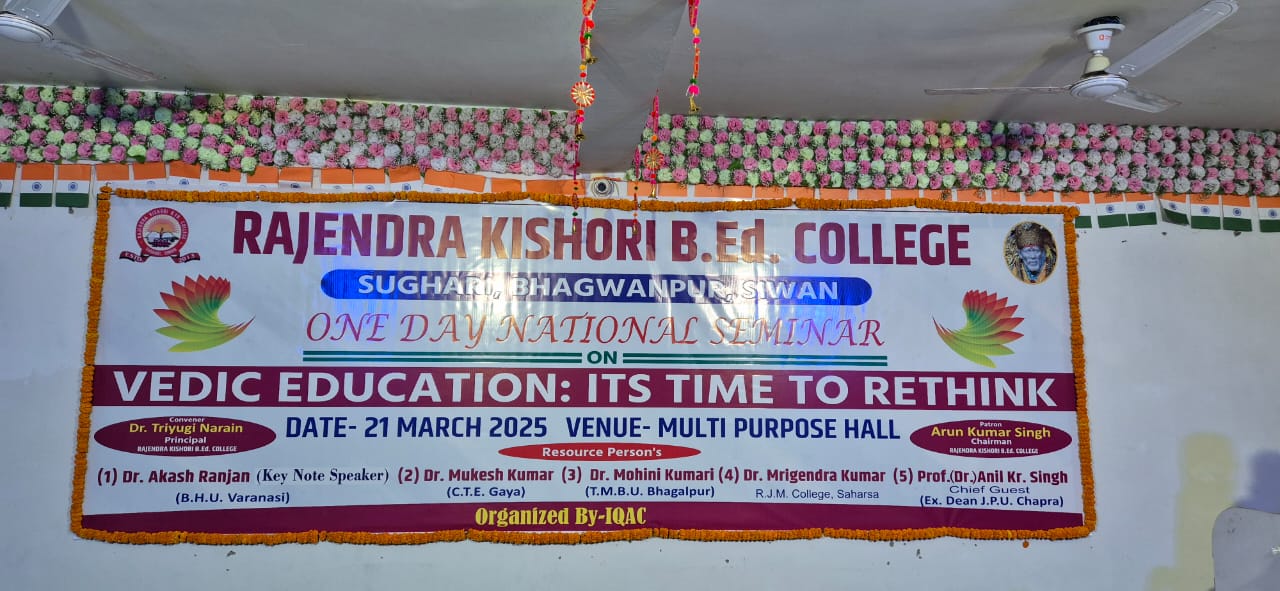 RAJENDRA KISHORI B.Ed. COLLEGE
SUGHARI, BHAGWANPUR, SIWAN
ONE DAY NATIONAL SEMINAR
ON
VEDIC EDUCATION: ITS TIME TO RETHINK
Convener
Dr. Triyugi Narain
Principal
RAJENDRA KISHORI B.Ed. COLLEGE
DATE- 21 MARCH 2025 VENUE- MULTI PURPOSE HALL
Patron
Arun Kumar Singh
Chairman
RAJENDRA KISHORI B.Ed. COLLEGE
Resource Person's
(1) Dr. Akash Ranjan (Key Note Speaker) (2) Dr. Mukesh Kumar (3) Dr. Mohini Kumari (4) Dr. Mrigendra Kumar (5) Prof.(Dr.)Anil Kr. Singh
(B.H.U. Varanasi) (C.T.E. Gaya) (T.M.B.U. Bhagalpur) R.J.M. College, Saharsa Chief Guest
(Ex. Dean J.P.U. Chapra)
Organized By-IQAC